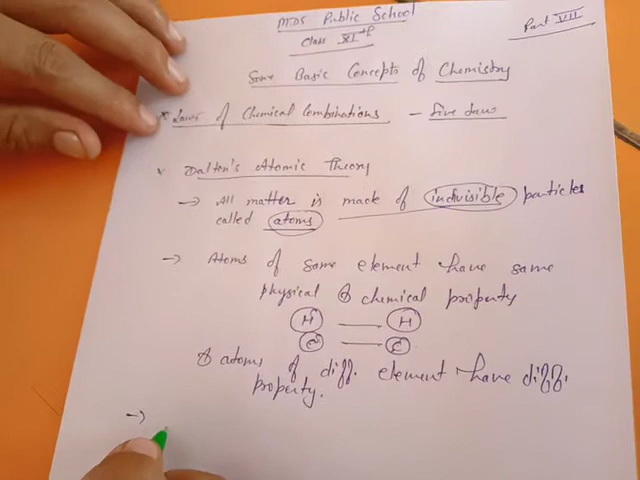 MDS Public School
Class XIth
Part VII
Some Basic Concepts of Chemistry
* Laws of Chemical Combinations - five laws
* Dalton's Atomic Theory
→ All matter is made of indivisible particles
called atoms
→ Atoms of same element have same
physical & chemical property
H — H
C — C
& atoms of diff. element have diff.
property.
→